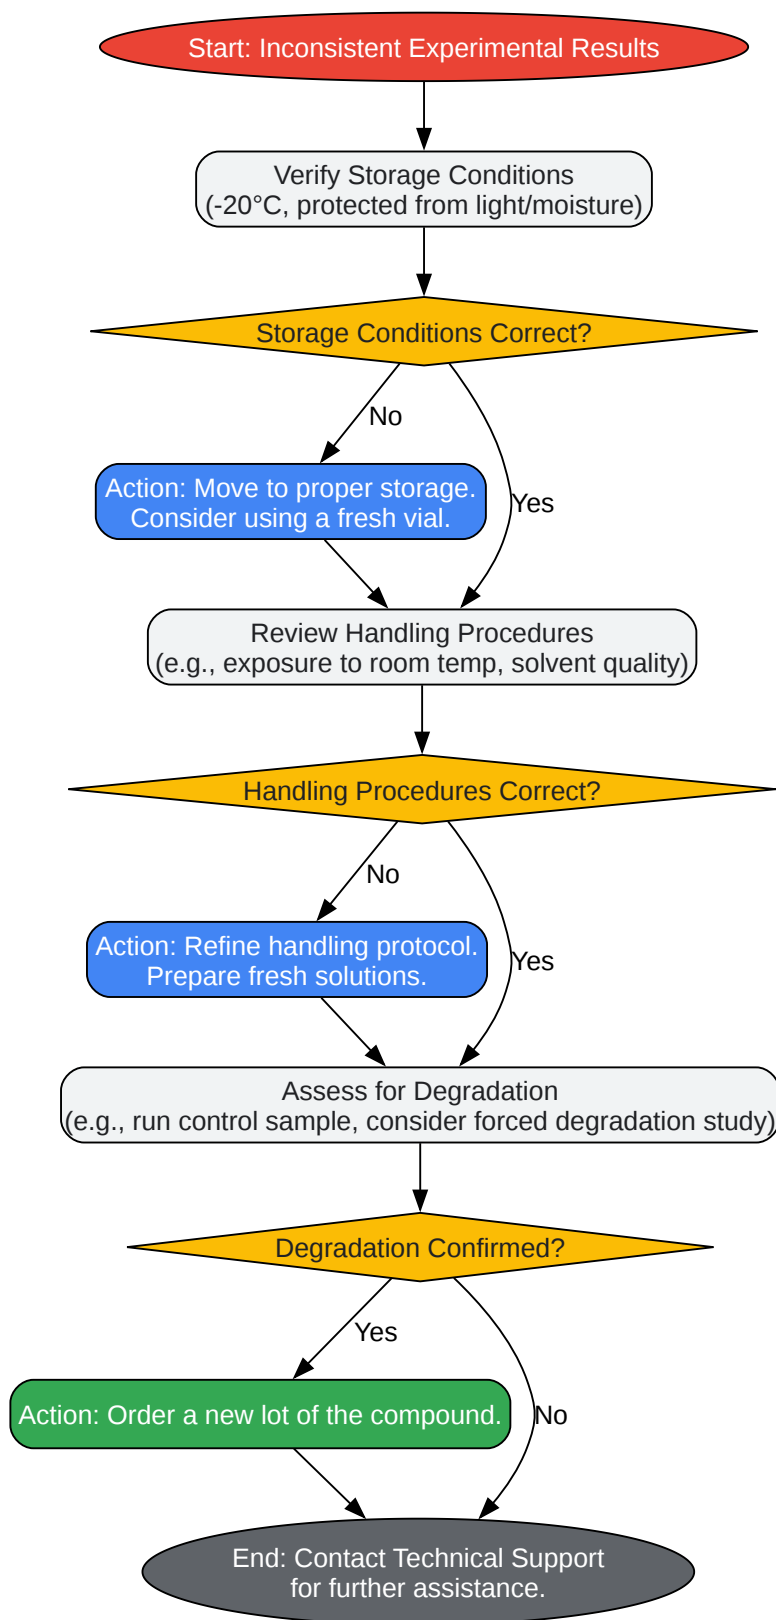 Start: Inconsistent Experimental Results
Verify Storage Conditions
(-20°C, protected from light/moisture)
Storage Conditions Correct?
No
Action: Move to proper storage.
Consider using a fresh vial.
Yes
Review Handling Procedures
(e.g., exposure to room temp, solvent quality)
Handling Procedures Correct?
No
Action: Refine handling protocol.
Prepare fresh solutions.
Yes
Assess for Degradation
(e.g., run control sample, consider forced degradation study)
Degradation Confirmed?
Yes
Action: Order a new lot of the compound.
No
End: Contact Technical Support
for further assistance.